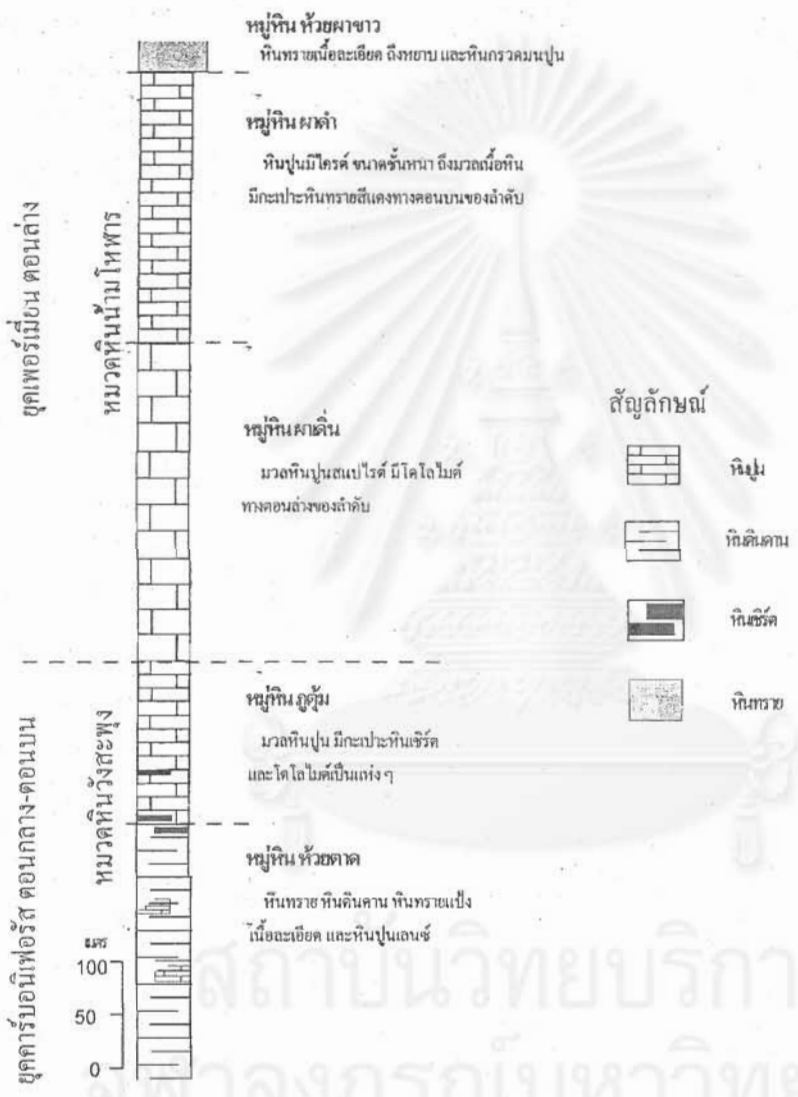 หมู่หิน ห้วยผาขาว
หินทรายเนื้อละเอียด ถึงหยาบ และหินกรวดมนปูน
หมู่หิน ผาดำ
หินปูนมิไครต์ ขนาดชั้นหนา ถึงมวลเนื้อหิน
มีกะเปาะหินทรายสีแดงทางตอนบนของลำดับ
ยุคเพอร์เมียน ตอนล่าง
หมวดหินน้ำมโหฬาร
หมู่หิน ผาเดิ่น
มวลหินปูนสแปไรต์ มีโดโลไมต์
ทางตอนล่างของลำดับ
สัญลักษณ์
หินปูน
หินดินดาน
หินเชิร์ต
หินทราย
ยุคคาร์บอนิเฟอรัส ตอนกลาง-ตอนบน
หมวดหินวังสะพุง
หมู่หิน ภูตุ้ม
มวลหินปูน มีกะเปาะหินเชิร์ต
และโดโลไมต์เป็นแห่ง ๆ
หมู่หิน ห้วยตาด
หินทราย หินดินดาน หินทรายแป้ง
เนื้อละเอียด และหินปูนเลนซ์
เมตร
100
50
0
สถาบันวิทยบริกา
จุฬาลงกรณ์มหาวิทย